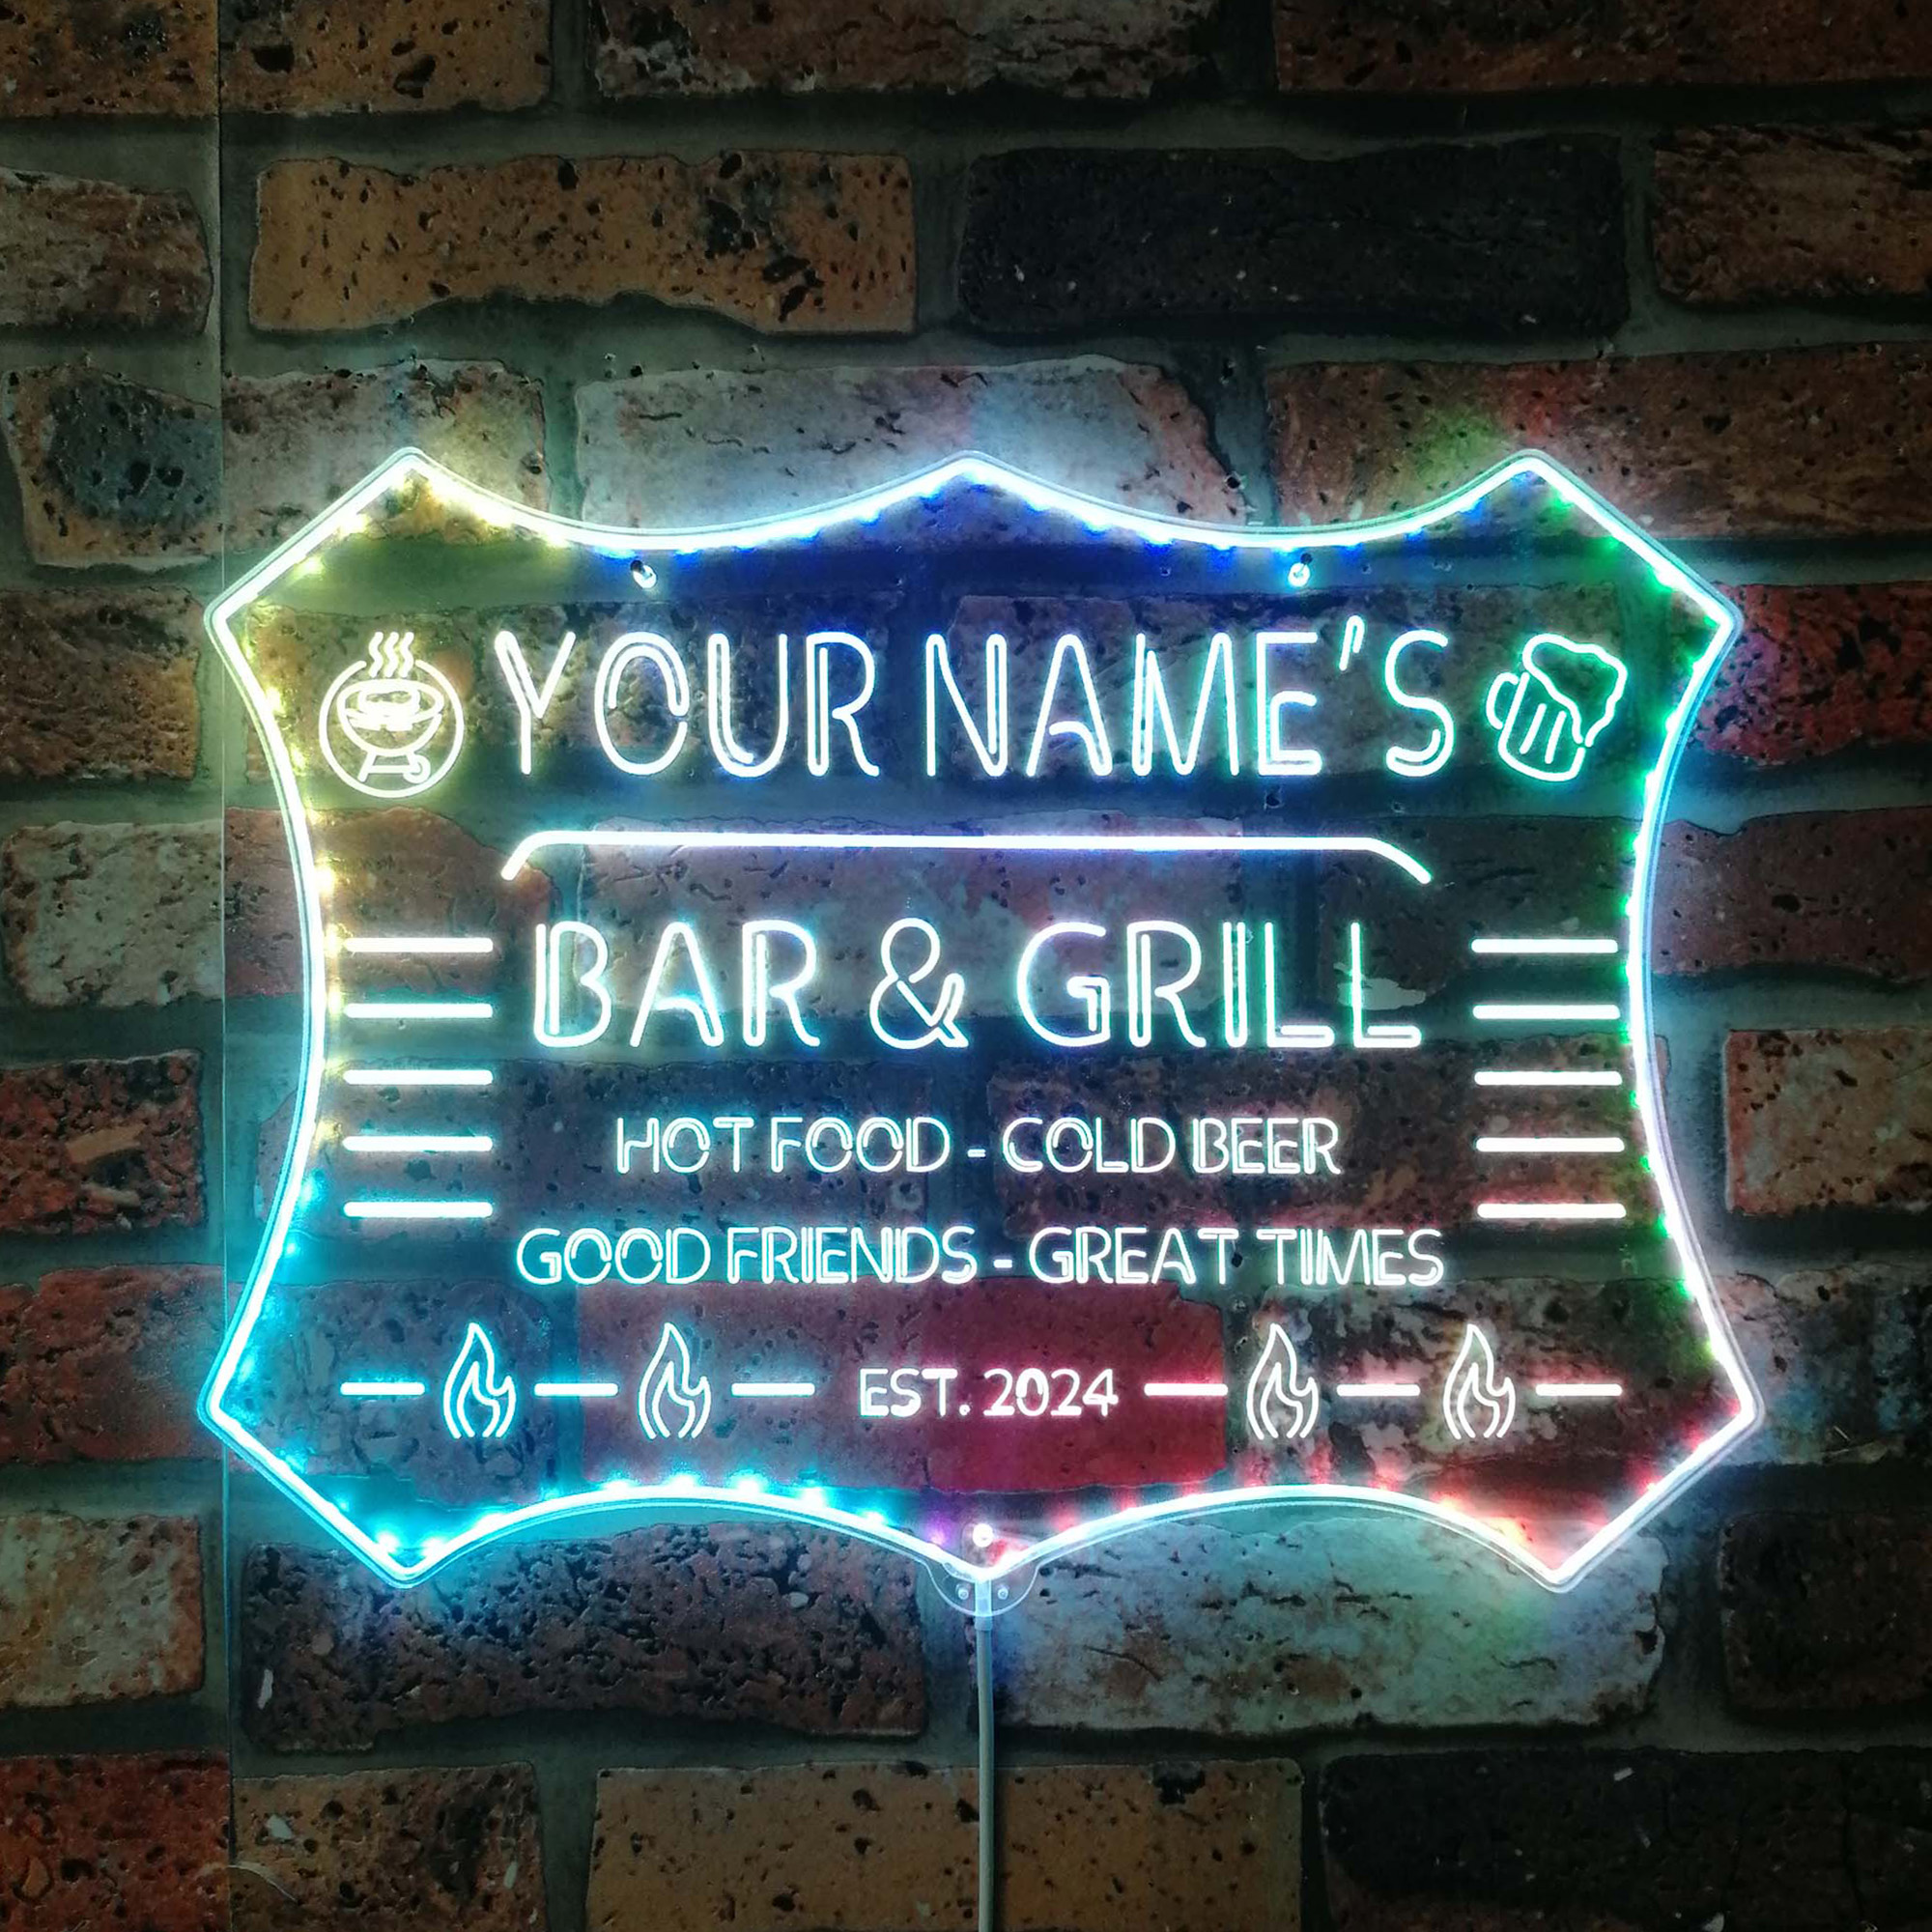 YOUR NAME'S
BAR & GRILL
HOT FOOD - COLD BEER
GOOD FRIENDS - GREAT TIMES
EST. 2024